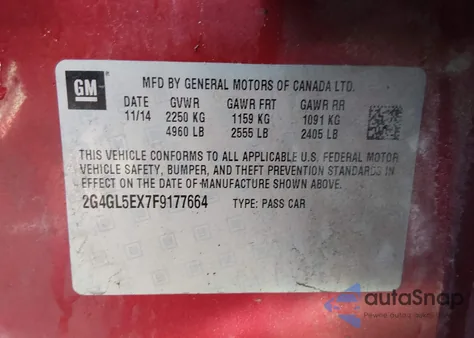 GM
MFD BY GENERAL MOTORS OF CANADA LTD.
DATE GVWR GAWR FRT GAWR RR
11/14 2250 KG 1159 KG 1091 KG
4960 LB 2555 LB 2405 LB
THIS VEHICLE CONFORMS TO ALL APPLICABLE U.S. FEDERAL MOTOR
VEHICLE SAFETY, BUMPER, AND THEFT PREVENTION STANDARDS
IN EFFECT ON THE DATE OF MANUFACTURE SHOWN ABOVE.
2G4GL5EX7F9177664 TYPE: PASS CAR
autoSnap